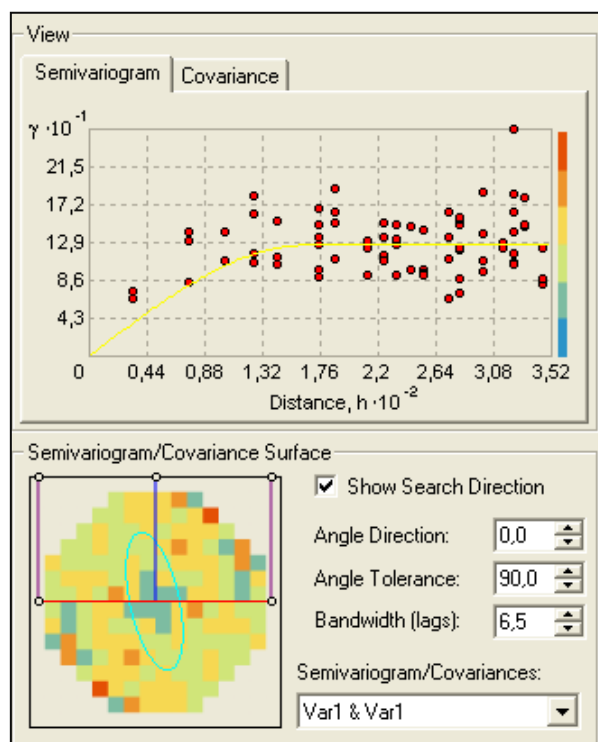 View
Semivariogram Covariance
γ ·10⁻¹
21,5
17,2
12,9
8,6
4,3
0 0,44 0,88 1,32 1,76 2,2 2,64 3,08 3,52
Distance, h ·10⁻²
Semivariogram/Covariance Surface
Show Search Direction
Angle Direction: 0,0
Angle Tolerance: 90,0
Bandwidth (lags): 6,5
Semivariogram/Covariances:
Var1 & Var1